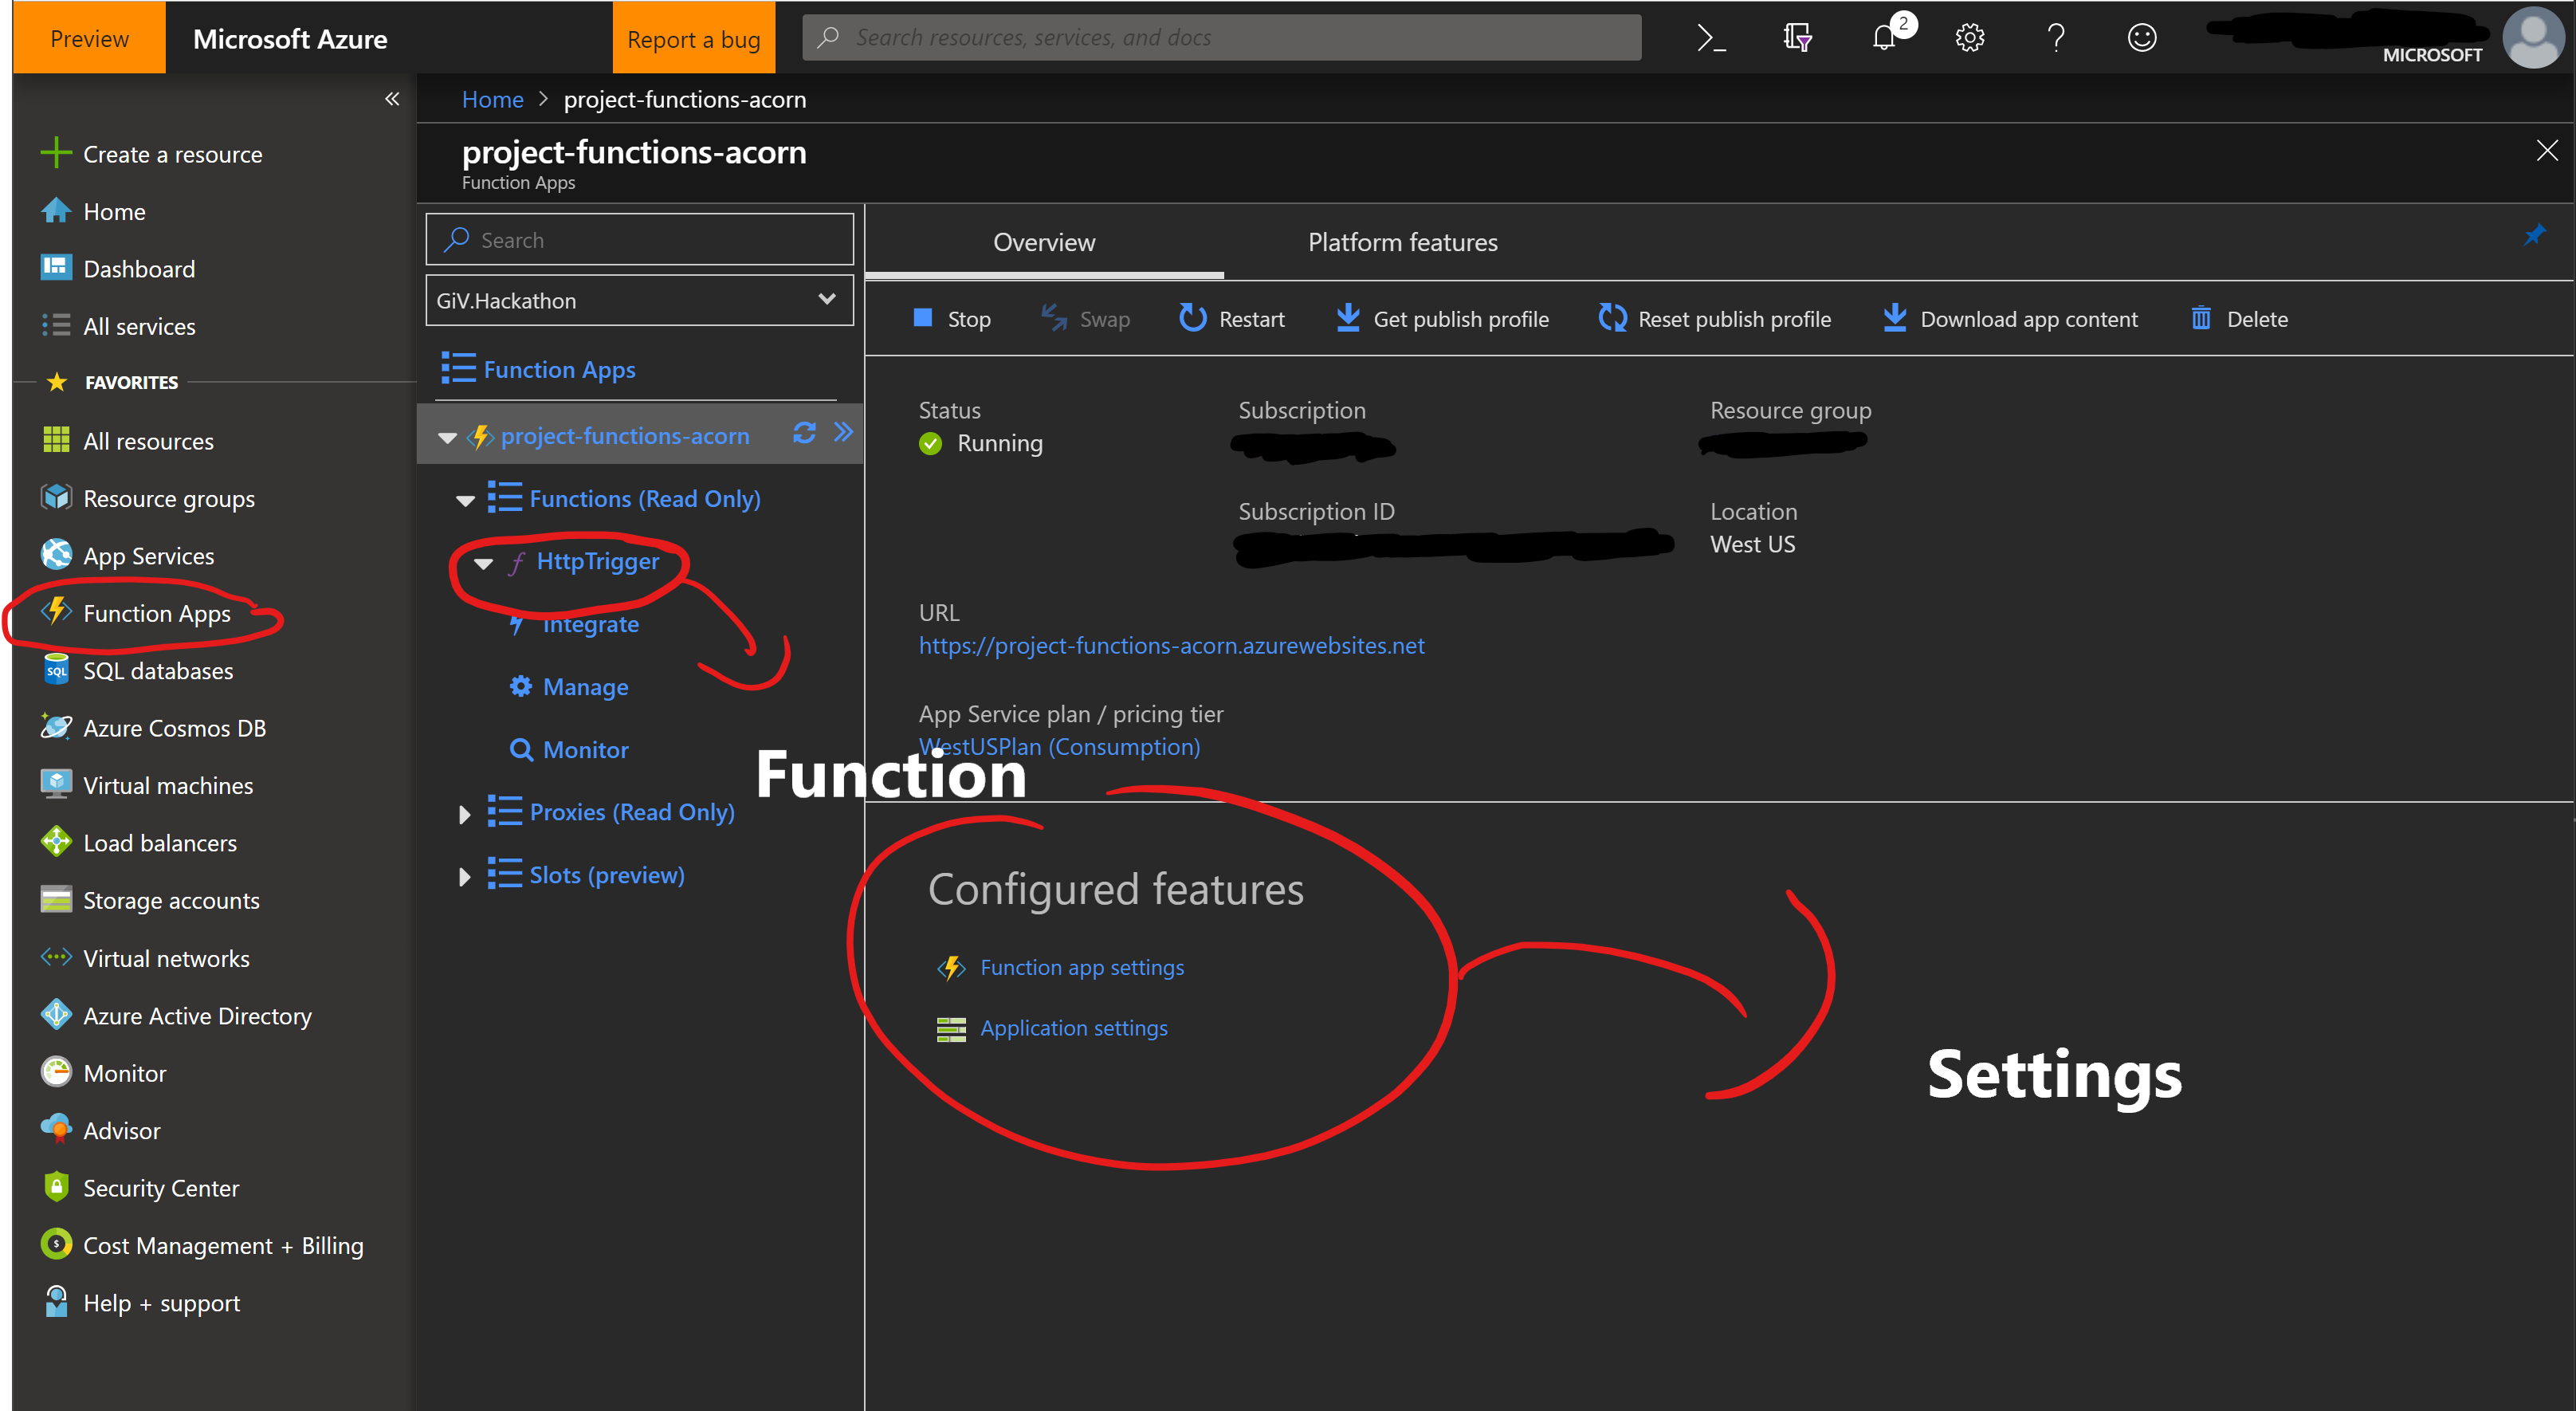 Preview
Microsoft Azure
Report a bug
Search resources, services, and docs
2
MICROSOFT
Create a resource
Home
Dashboard
All services
FAVORITES
All resources
Resource groups
App Services
Function Apps
SQL databases
Azure Cosmos DB
Virtual machines
Load balancers
Storage accounts
Virtual networks
Azure Active Directory
Monitor
Advisor
Security Center
Cost Management + Billing
Help + support
Home > project-functions-acorn
project-functions-acorn
Function Apps
Search
GiV.Hackathon
Function Apps
project-functions-acorn
Functions (Read Only)
HttpTrigger
Integrate
Manage
Monitor
Proxies (Read Only)
Slots (preview)
Overview
Platform features
Stop
Swap
Restart
Get publish profile
Reset publish profile
Download app content
Delete
Status
Running
Subscription
Resource group
Subscription ID
Location
West US
URL
https://project-functions-acorn.azurewebsites.net
App Service plan / pricing tier
WestUSPlan (Consumption)
Function
Configured features
Function app settings
Application settings
Settings